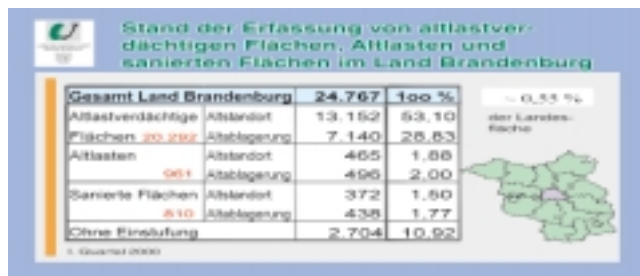 Stand der Erfassung von altlastver-
dächtigen Flächen, Altlasten und
sanierten Flächen im Land Brandenburg
Gesamt Land Brandenburg 24.767 100 %
Altlastverdächtige Altstandort 13.152 53,10
Flächen 20.292 Altablagerung 7.140 28,83
Altlasten Altstandort 465 1,88
961 Altablagerung 496 2,00
Sanierte Flächen Altstandort 372 1,50
810 Altablagerung 438 1,77
Ohne Einstufung 2.704 10,92
~ 0,55 %
der Landes-
fläche
I. Quartal 2000